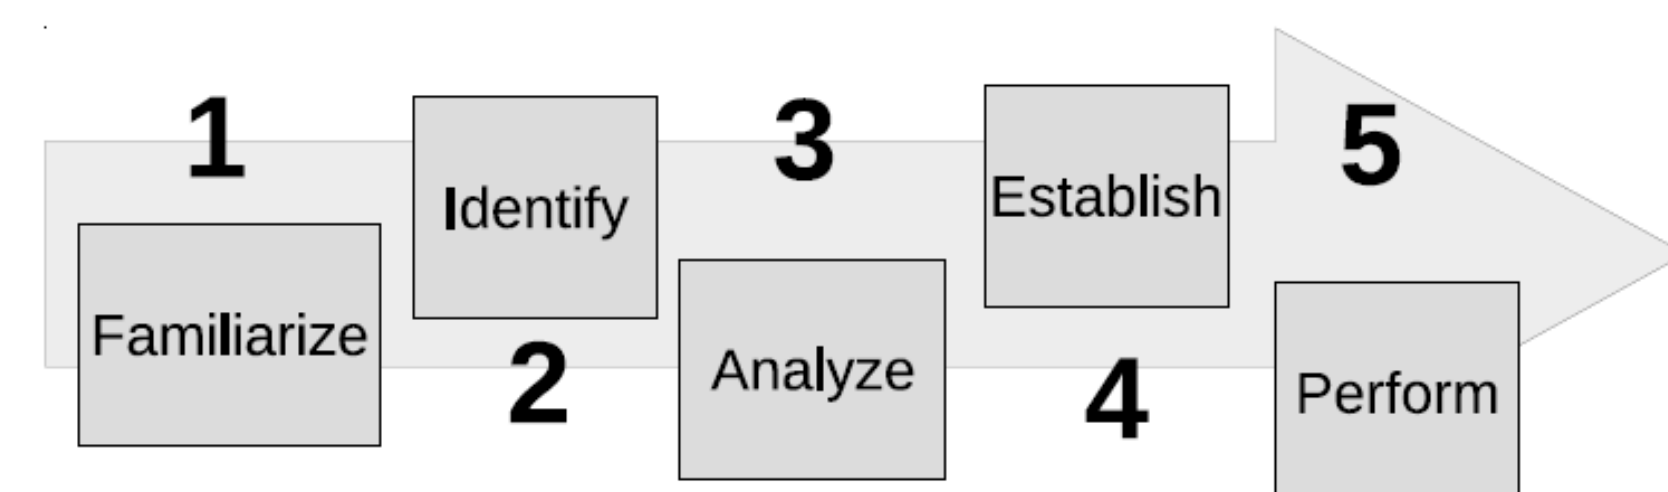 1
Familiarize
Identify
2
3
Analyze
Establish
4
5
Perform